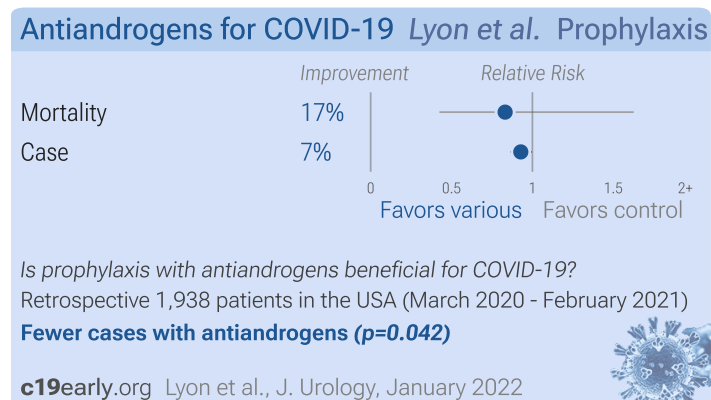 Antiandrogens for COVID-19 Lyon et al. Prophylaxis
Improvement Relative Risk
Mortality 17%
Case 7%
0 0.5 1 1.5 2+
Favors various Favors control
Is prophylaxis with antiandrogens beneficial for COVID-19?
Retrospective 1,938 patients in the USA (March 2020 - February 2021)
Fewer cases with antiandrogens (p=0.042)
c19early.org Lyon et al., J. Urology, January 2022